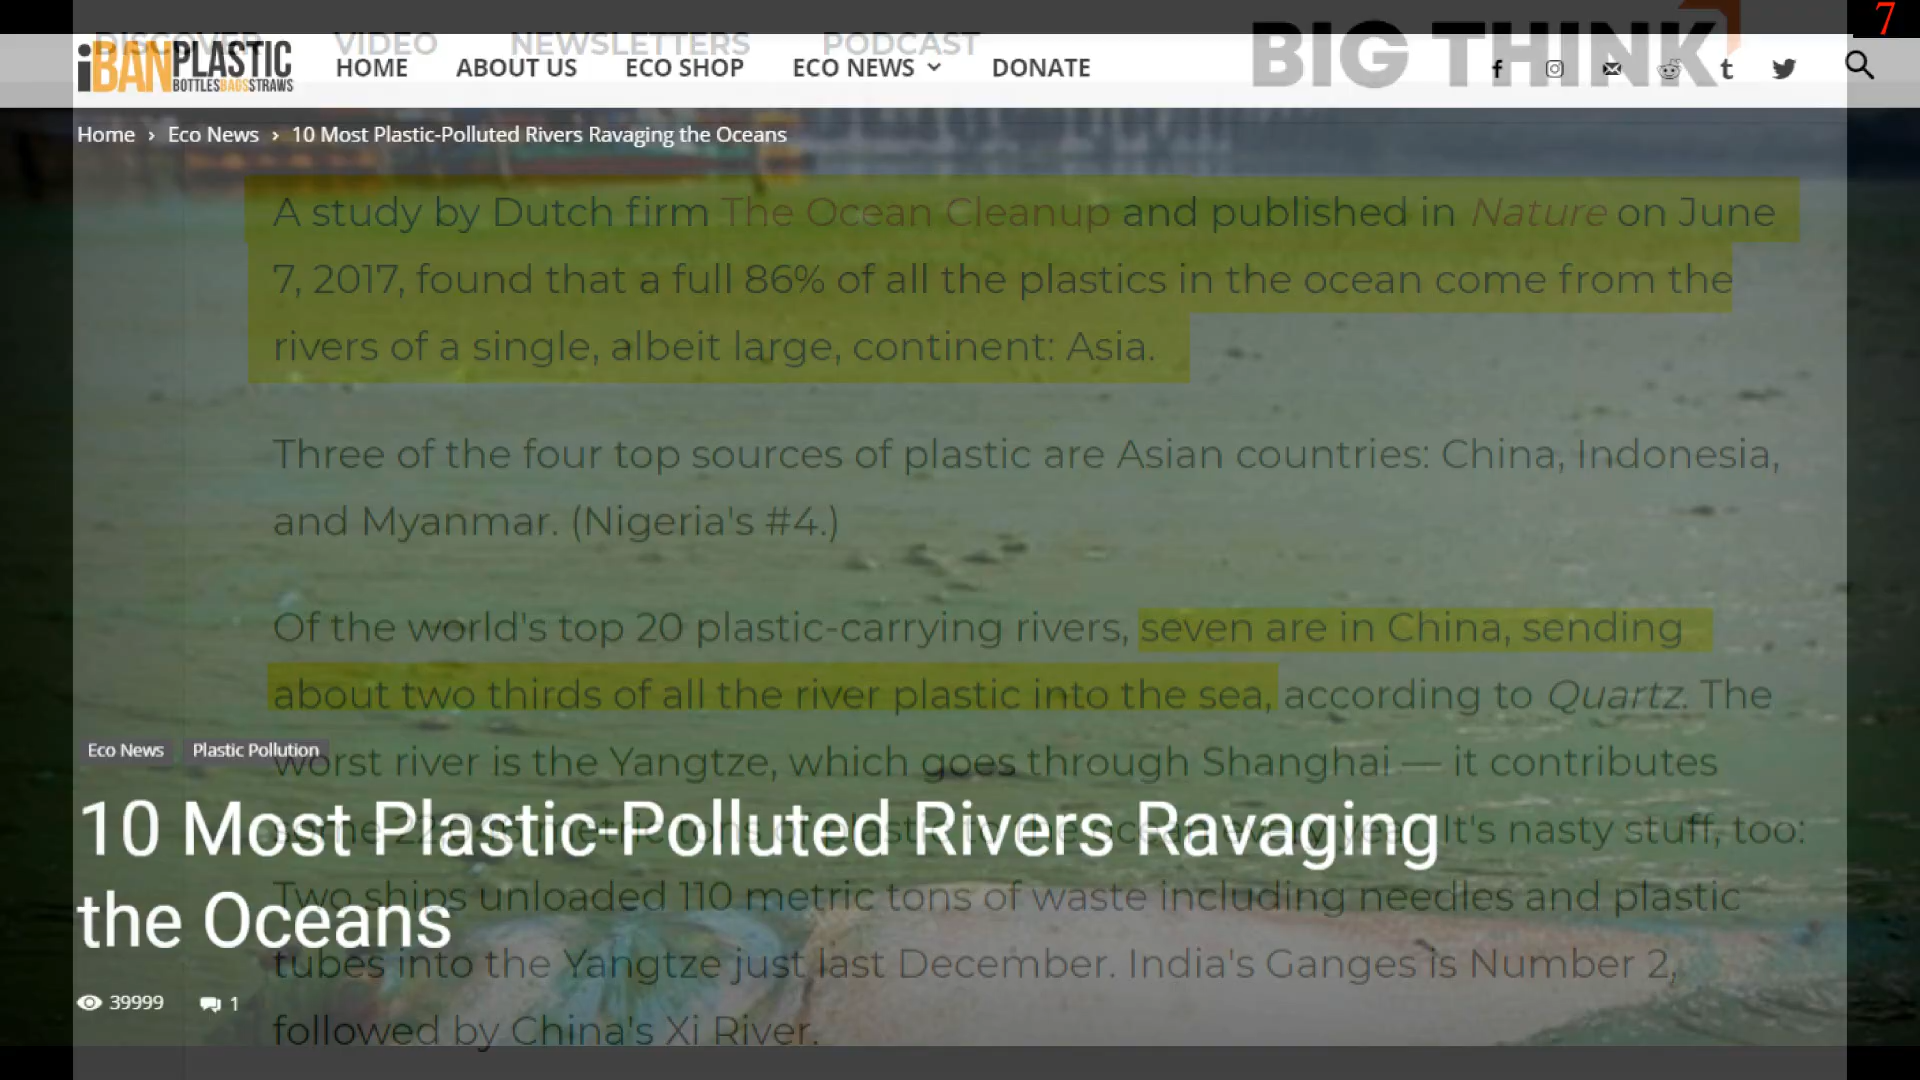 7
DISCOVER VIDEO NEWSLETTERS PODCAST BIG THINK
iBANPLASTIC
BOTTLESBAGSSTRAWS
HOME ABOUT US ECO SHOP ECO NEWS DONATE
Home › Eco News › 10 Most Plastic-Polluted Rivers Ravaging the Oceans
A study by Dutch firm The Ocean Cleanup and published in Nature on June
7, 2017, found that a full 86% of all the plastics in the ocean come from the
rivers of a single, albeit large, continent: Asia.
Three of the four top sources of plastic are Asian countries: China, Indonesia,
and Myanmar. (Nigeria's #4.)
Of the world's top 20 plastic-carrying rivers, seven are in China, sending
about two thirds of all the river plastic into the sea, according to Quartz. The
Eco News Plastic Pollution
worst river is the Yangtze, which goes through Shanghai — it contributes
10 Most Plastic-Polluted Rivers Ravaging
It's nasty stuff, too:
Two ships unloaded 110 metric tons of waste including needles and plastic
the Oceans
tubes into the Yangtze just last December. India's Ganges is Number 2,
39999 1
followed by China's Xi River.